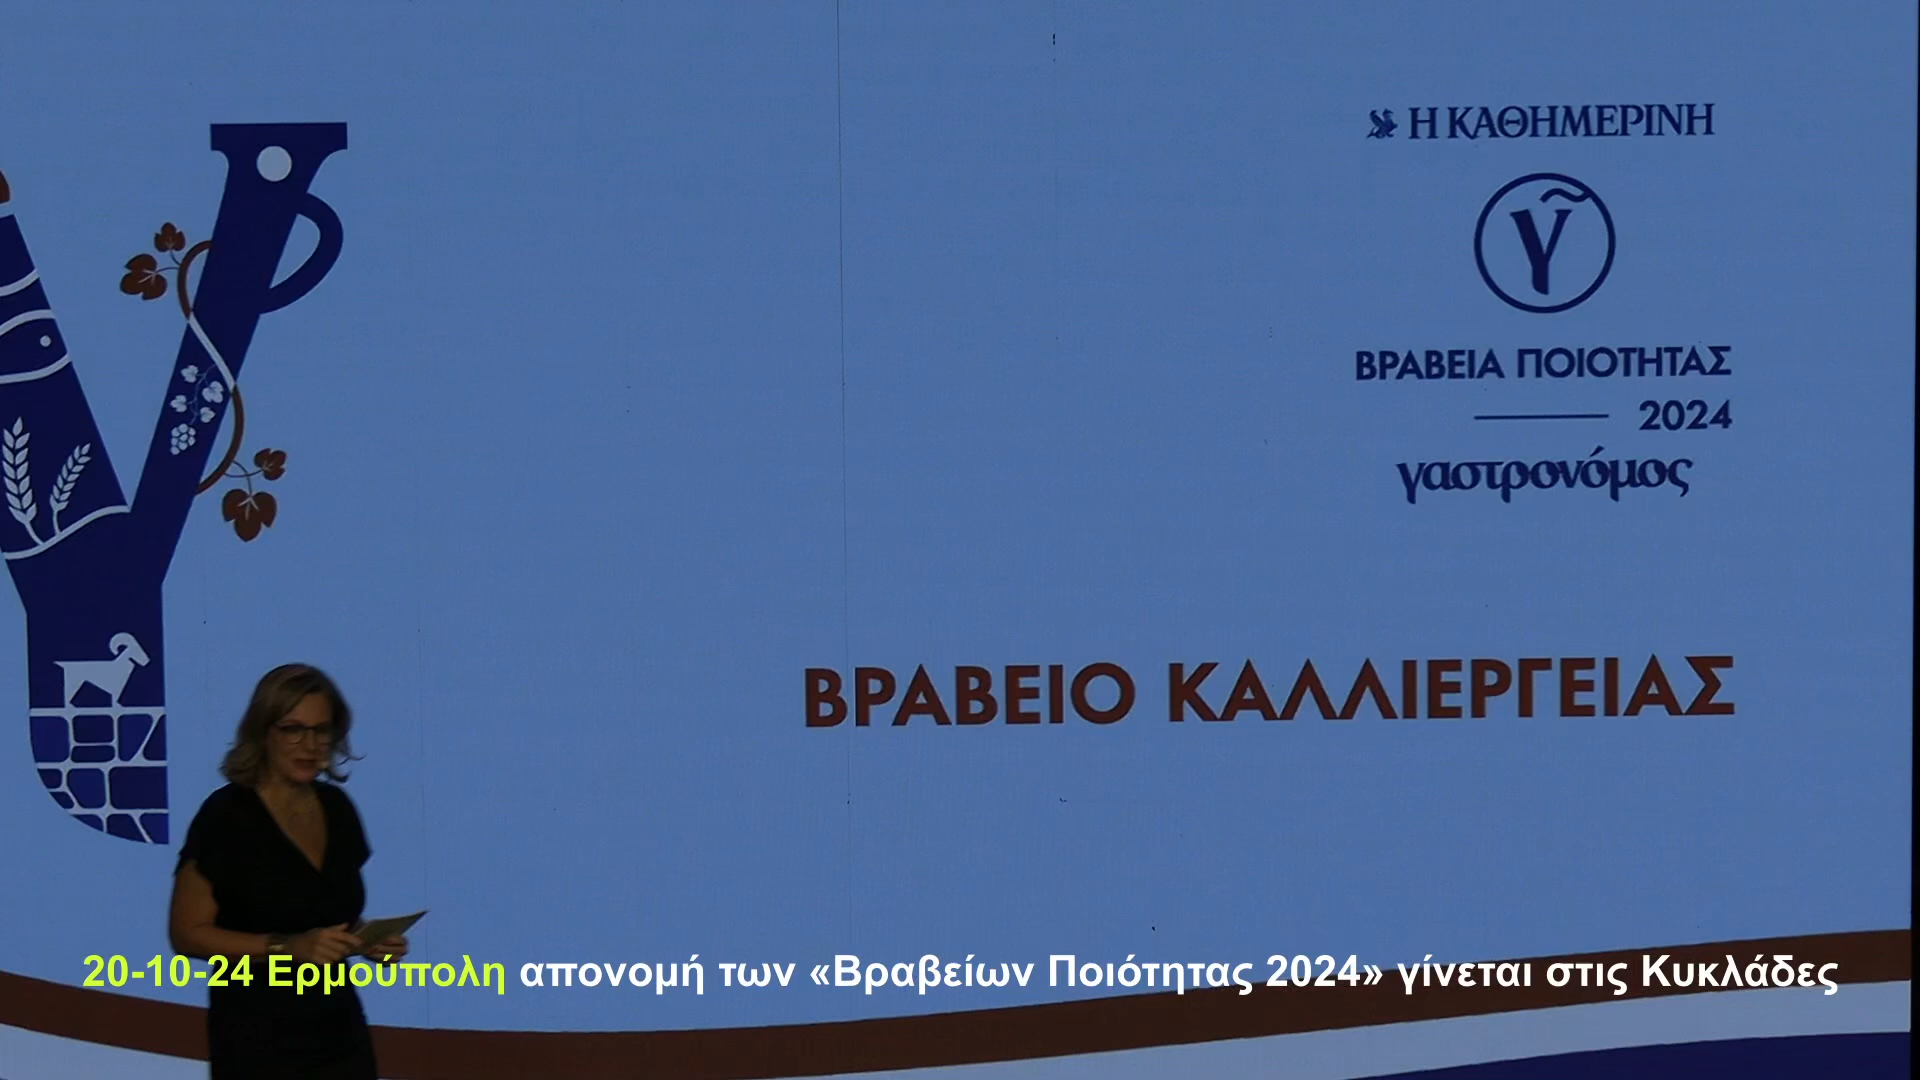 Η ΚΑΘΗΜΕΡΙΝΗ
γ
ΒΡΑΒΕΙΑ ΠΟΙΟΤΗΤΑΣ
2024
γαστρονόμος
ΒΡΑΒΕΙΟ ΚΑΛΛΙΕΡΓΕΙΑΣ
20-10-24 Ερμούπολη απονομή των «Βραβείων Ποιότητας 2024» γίνεται στις Κυκλάδες